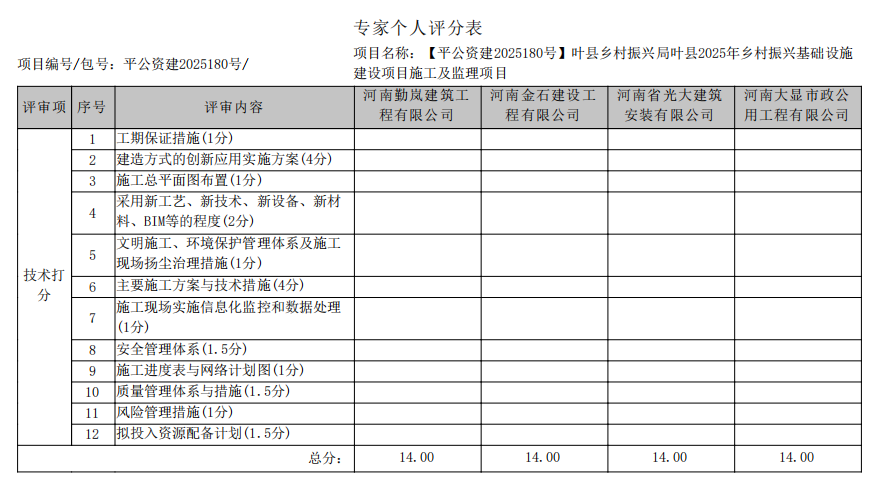 专家个人评分表
项目编号/包号：平公资建2025180号/
项目名称：【平公资建2025180号】叶县乡村振兴局叶县2025年乡村振兴基础设施
建设项目施工及监理项目
评审项 序号 评审内容 河南勤岚建筑工 河南金石建设工 河南省光大建筑 河南大显市政公
程有限公司 程有限公司 安装有限公司 用工程有限公司
技术打
分
1 工期保证措施(1分)
2 建造方式的创新应用实施方案(4分)
3 施工总平面图布置(1分)
4 采用新工艺、新技术、新设备、新材
料、BIM等的程度(2分)
5 文明施工、环境保护管理体系及施工
现场扬尘治理措施(1分)
6 主要施工方案与技术措施(4分)
7 施工现场实施信息化监控和数据处理
(1分)
8 安全管理体系(1.5分)
9 施工进度表与网络计划图(1分)
10 质量管理体系与措施(1.5分)
11 风险管理措施(1分)
12 拟投入资源配备计划(1.5分)
总分： 14.00 14.00 14.00 14.00